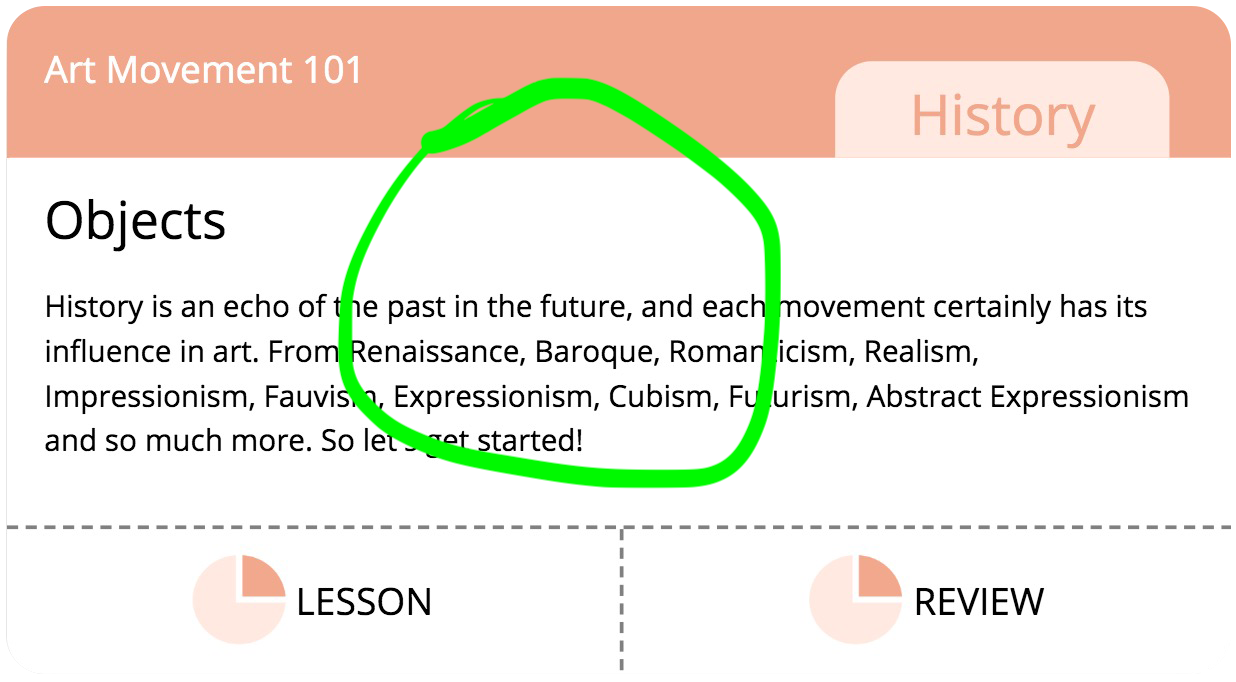 Art Movement 101
History
Objects
History is an echo of the past in the future, and each movement certainly has its
influence in art. From Renaissance, Baroque, Romanticism, Realism,
Impressionism, Fauvism, Expressionism, Cubism, Futurism, Abstract Expressionism
and so much more. So let's get started!
LESSON
REVIEW